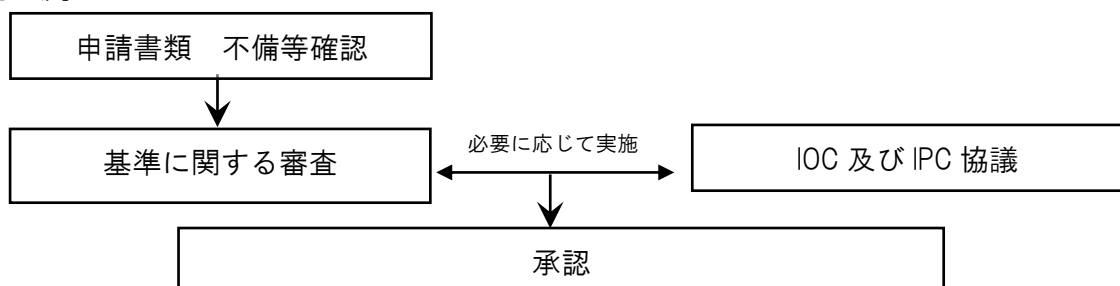 申請書類　不備等確認
基準に関する審査
必要に応じて実施
IOC 及び IPC 協議
承認